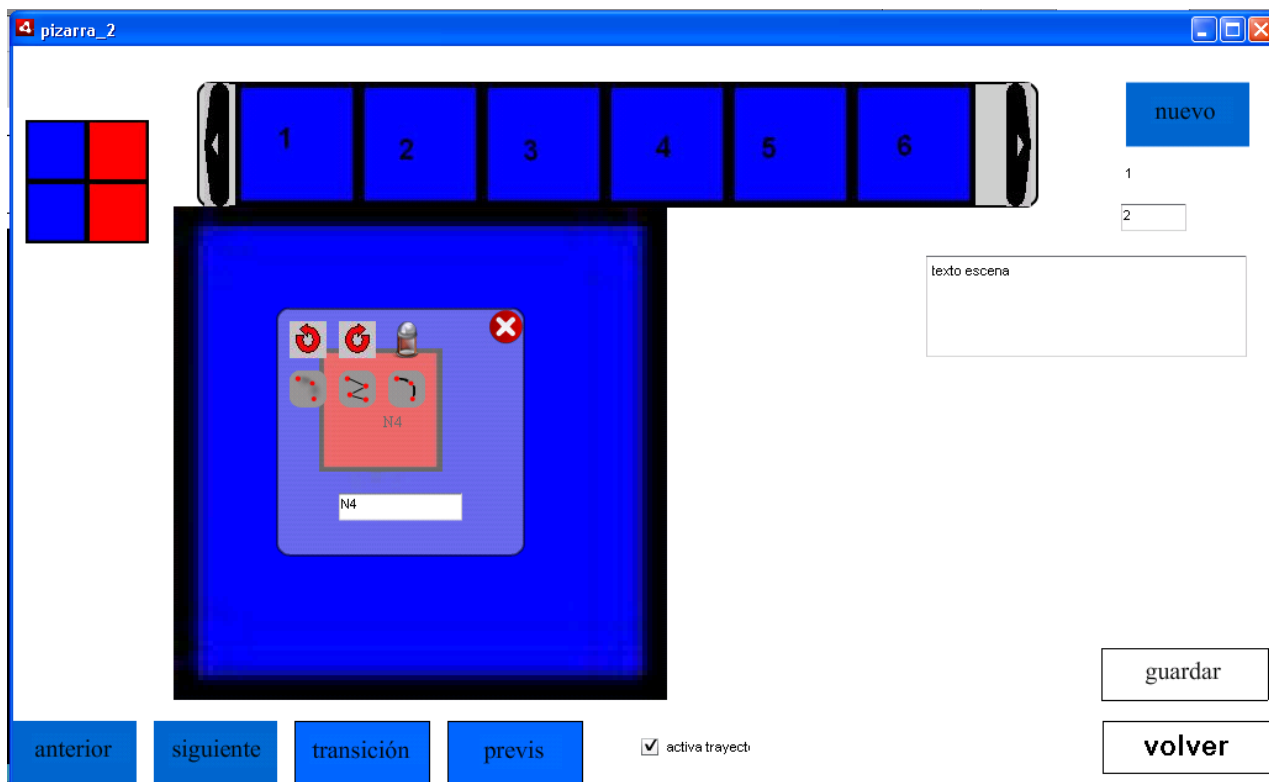 pizarra_2
1
2
3
4
5
6
nuevo
1
2
texto escena
N4
N4
guardar
anterior
siguiente
transición
previs
activa trayect
volver